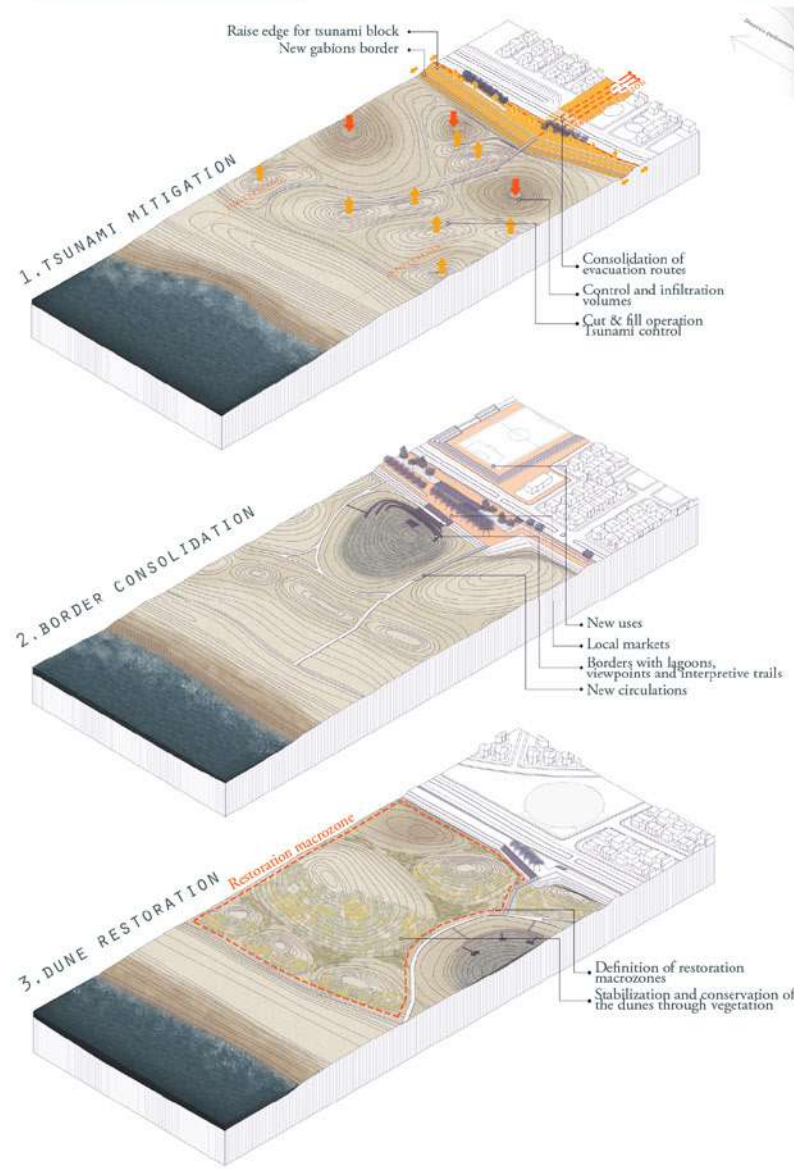 Raise edge for tsunami block
New gabions border
1.TSUNAMI MITIGATION
Consolidation of
evacuation routes
Control and infiltration
volumes
Cut & fill operation
Tsunami control
2.BORDER CONSOLIDATION
New uses
Local markets
Borders with lagoons,
viewpoints and interpretive trails
New circulations
3.DUNE RESTORATION
Restoration macrozone
Definition of restoration
macrozones
Stabilization and conservation of
the dunes through vegetation